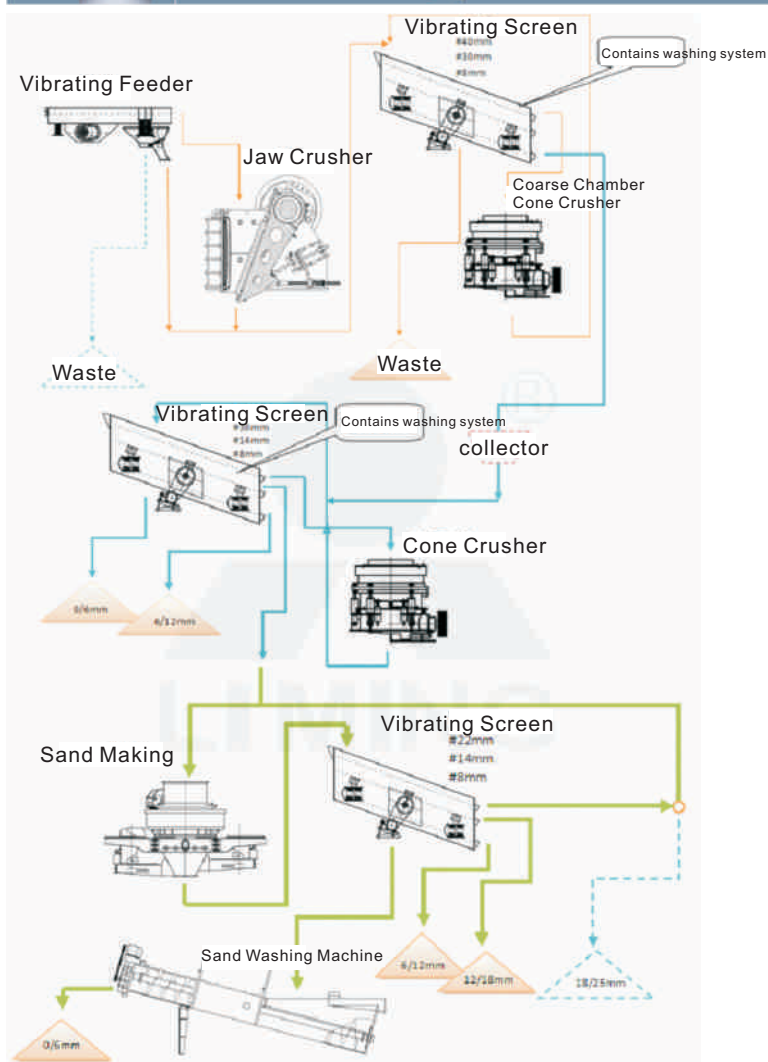 Vibrating Screen
#30mm
#8mm
Contains washing system
Vibrating Feeder
Jaw Crusher
Coarse Chamber
Cone Crusher
Waste
Waste
Vibrating Screen
#14mm
#8mm
Contains washing system
collector
®
Cone Crusher
0/6mm
6/12mm
LIMING
Vibrating Screen
#22mm
#14mm
#8mm
Sand Making
Sand Washing Machine
6/12mm
12/18mm
18/25mm
0/6mm